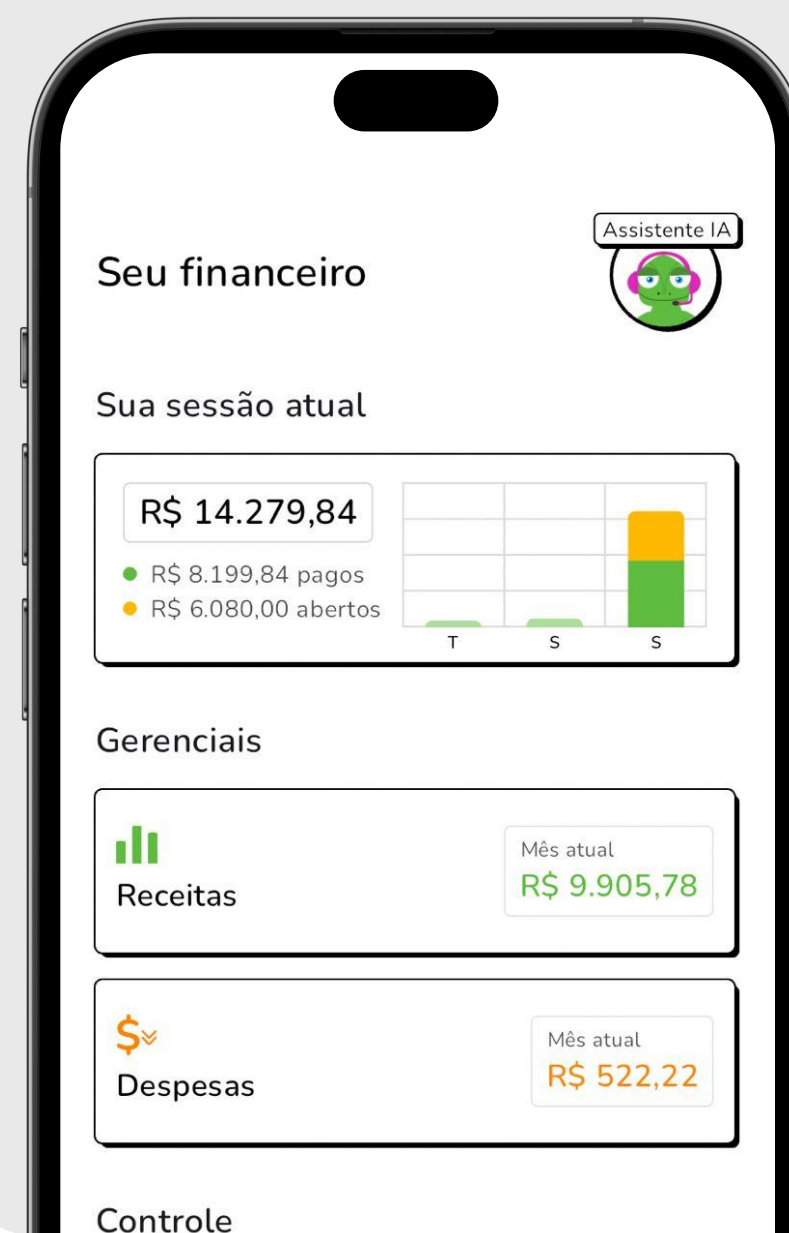 Assistente IA
Seu financeiro
Sua sessão atual
R$ 14.279,84
R$ 8.199,84 pagos
R$ 6.080,00 abertos
T S S
Gerenciais
Receitas
Mês atual
R$ 9.905,78
Despesas
Mês atual
R$ 522,22
Controle